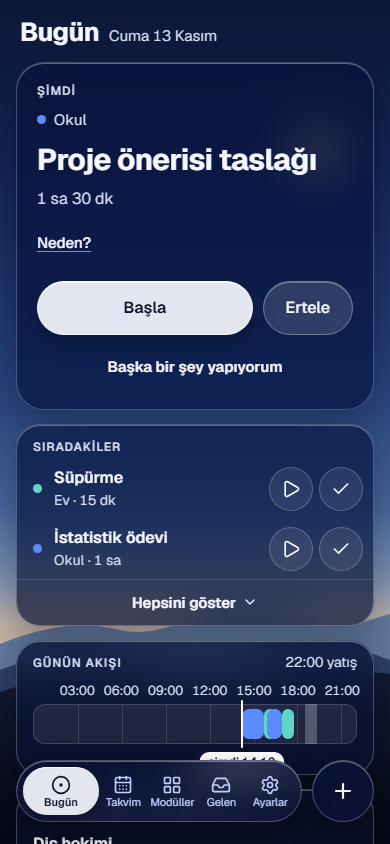 Bugün Cuma 13 Kasım
ŞİMDİ
Okul
Proje önerisi taslağı
1 sa 30 dk
Neden?
Başla Ertele
Başka bir şey yapıyorum
SIRADAKİLER
Süpürme
Ev · 15 dk
İstatistik ödevi
Okul · 1 sa
Hepsini göster
GÜNÜN AKIŞI 22:00 yatış
03:00 06:00 09:00 12:00 15:00 18:00 21:00
Bugün Takvim Modüller Gelen Ayarlar
Diş hekimi